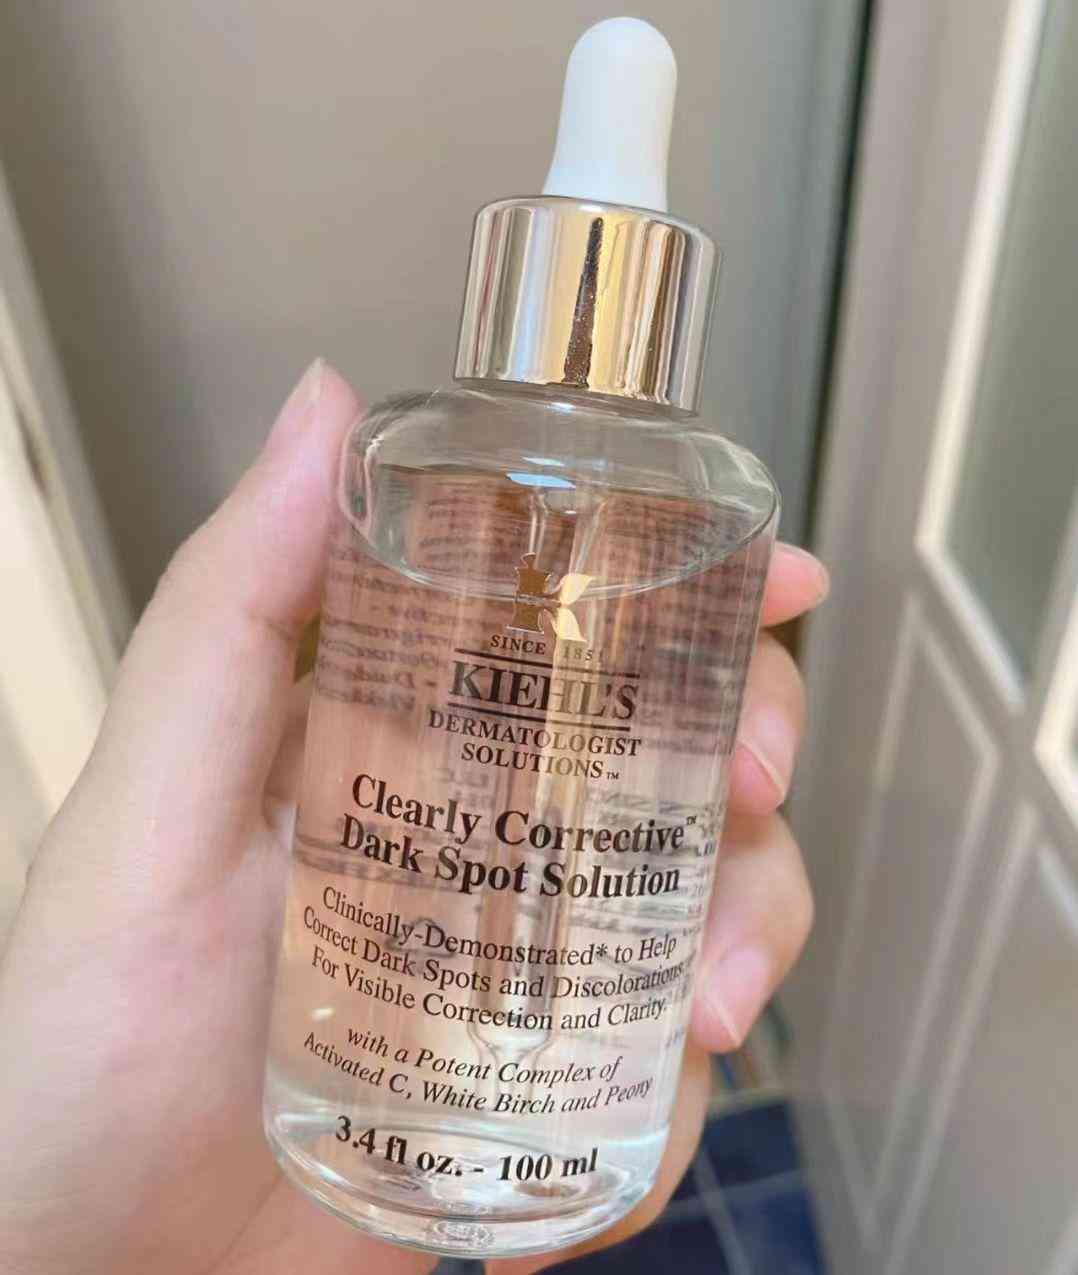 K
SINCE 1851
KIEHL'S
DERMATOLOGIST
SOLUTIONS™
Clearly Corrective™
Dark Spot Solution
Clinically-Demonstrated* to Help
Correct Dark Spots and Discolorations
For Visible Correction and Clarity.
with a Potent Complex of
Activated C, White Birch and Peony
3.4 fl oz. - 100 ml